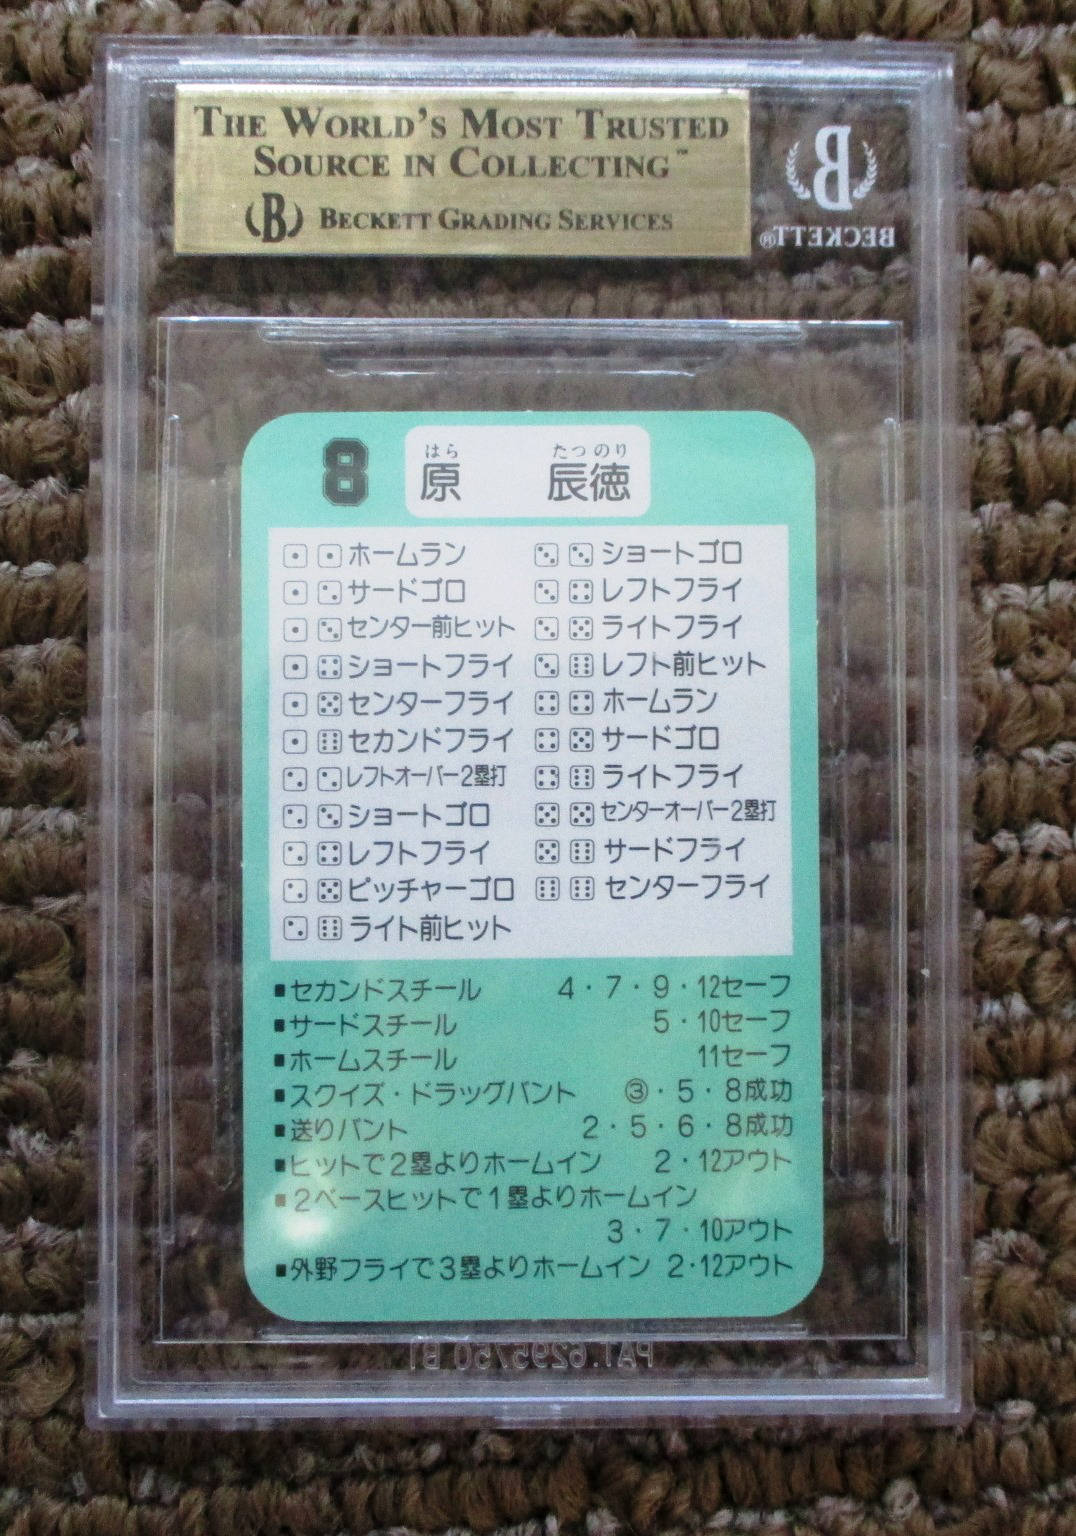 THE WORLD'S MOST TRUSTED
SOURCE IN COLLECTING™
(B) BECKETT GRADING SERVICES
B
BECKETT®
8
はら たつのり
原 辰徳
⚀ ⚀ ホームラン
⚀ ⚁ サードゴロ
⚀ ⚂ センター前ヒット
⚀ ⚃ ショートフライ
⚀ ⚄ センターフライ
⚀ ⚅ セカンドフライ
⚁ ⚁ レフトオーバー2塁打
⚁ ⚂ ショートゴロ
⚁ ⚃ レフトフライ
⚁ ⚄ ピッチャーゴロ
⚁ ⚅ ライト前ヒット
⚂ ⚂ ショートゴロ
⚂ ⚃ レフトフライ
⚂ ⚄ ライトフライ
⚂ ⚅ レフト前ヒット
⚃ ⚃ ホームラン
⚃ ⚄ サードゴロ
⚃ ⚅ ライトフライ
⚄ ⚄ センターオーバー2塁打
⚄ ⚅ サードフライ
⚅ ⚅ センターフライ
■セカンドスチール 4・7・9・12セーフ
■サードスチール 5・10セーフ
■ホームスチール 11セーフ
■スクイズ・ドラッグバント ③・5・8成功
■送りバント 2・5・6・8成功
■ヒットで2塁よりホームイン 2・12アウト
■2ベースヒットで1塁よりホームイン
3・7・10アウト
■外野フライで3塁よりホームイン 2・12アウト
PAT.6295750 B1